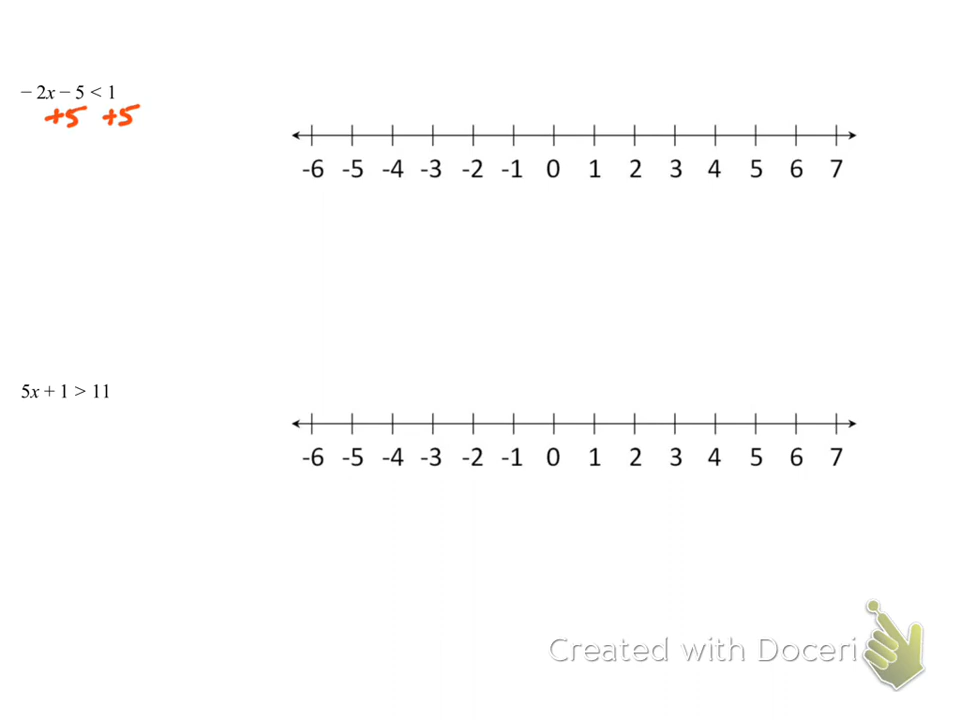 − 2x − 5 < 1
+5 +5
-6 -5 -4 -3 -2 -1 0 1 2 3 4 5 6 7
5x + 1 > 11
-6 -5 -4 -3 -2 -1 0 1 2 3 4 5 6 7
Created with Doceri